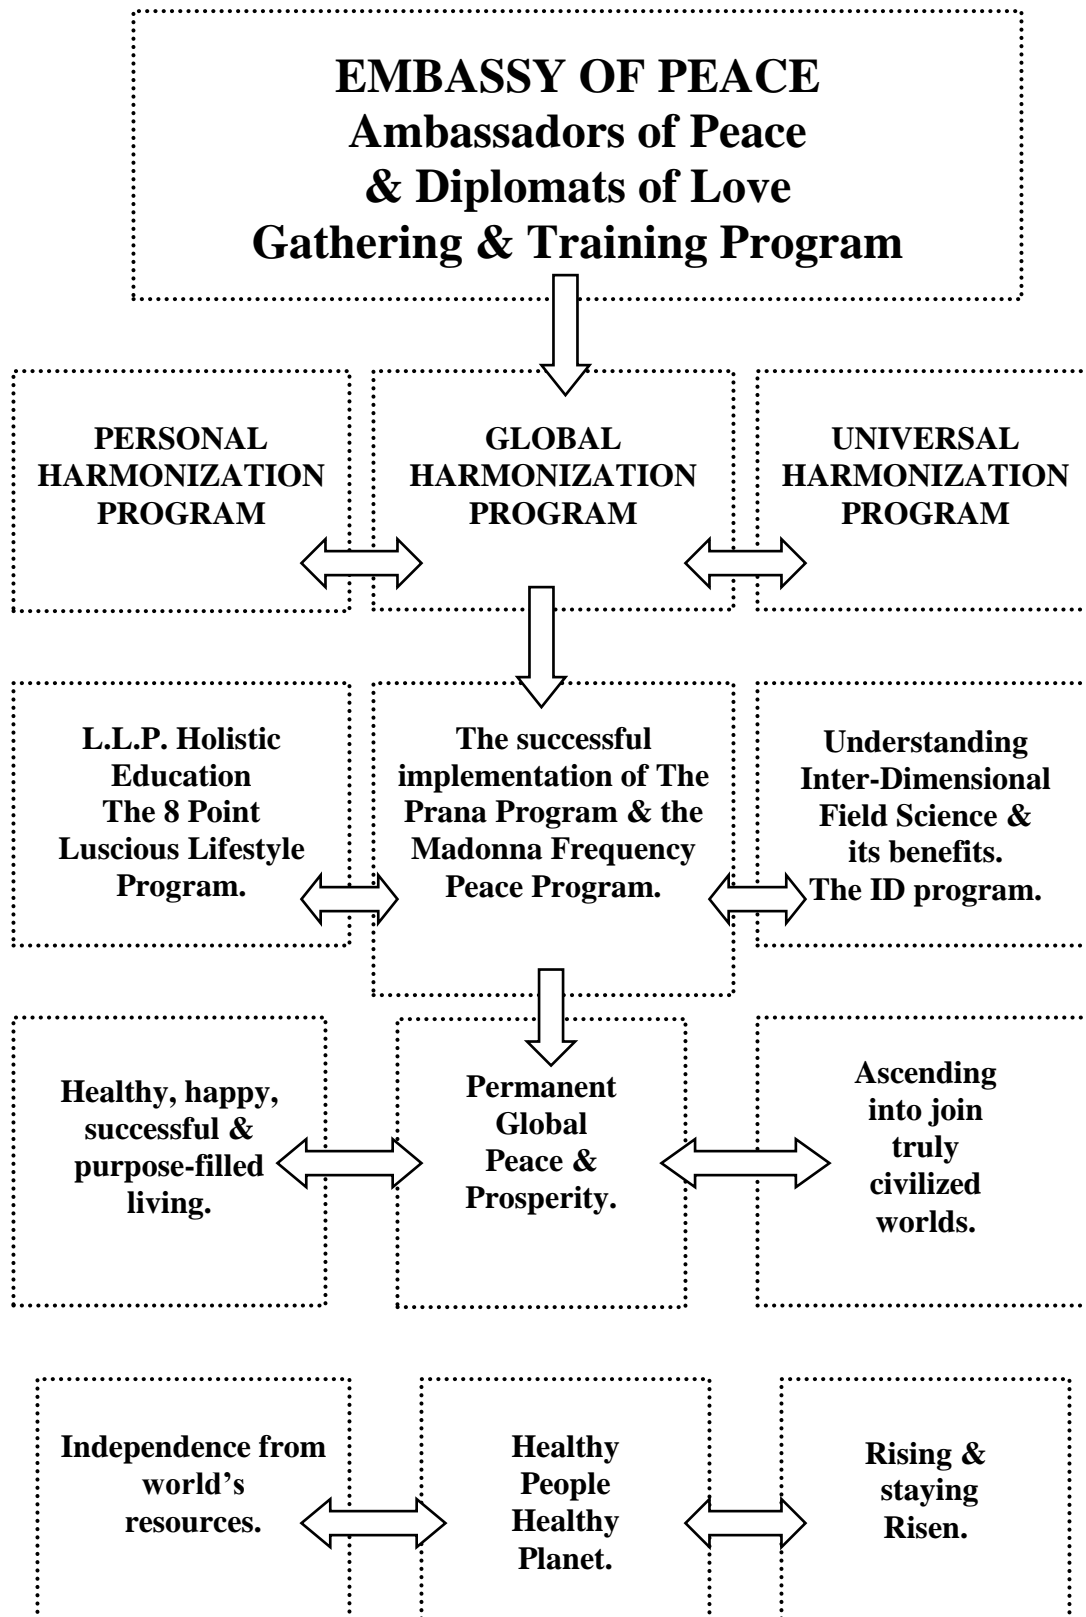 EMBASSY OF PEACE
Ambassadors of Peace
& Diplomats of Love
Gathering & Training Program
PERSONAL
HARMONIZATION
PROGRAM
GLOBAL
HARMONIZATION
PROGRAM
UNIVERSAL
HARMONIZATION
PROGRAM
L.L.P. Holistic
Education
The 8 Point
Luscious Lifestyle
Program.
The successful
implementation of The
Prana Program & the
Madonna Frequency
Peace Program.
Understanding
Inter-Dimensional
Field Science &
its benefits.
The ID program.
Healthy, happy,
successful &
purpose-filled
living.
Permanent
Global
Peace &
Prosperity.
Ascending
into join
truly
civilized
worlds.
Independence from
world’s
resources.
Healthy
People
Healthy
Planet.
Rising &
staying
Risen.